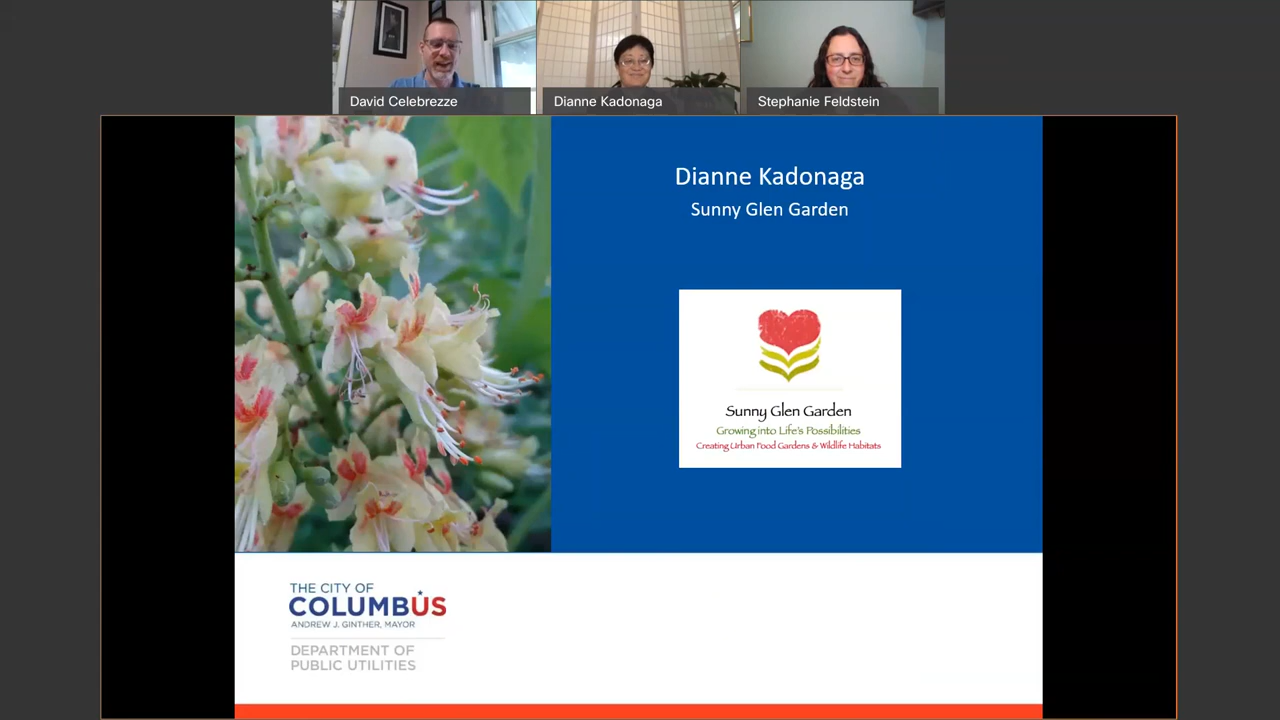 David Celebrezze
Dianne Kadonaga
Stephanie Feldstein
Dianne Kadonaga
Sunny Glen Garden
Sunny Glen Garden
Growing into Life's Possibilities
Creating Urban Food Gardens & Wildlife Habitats
THE CITY OF
COLUMBUS
ANDREW J. GINTHER, MAYOR
DEPARTMENT OF
PUBLIC UTILITIES